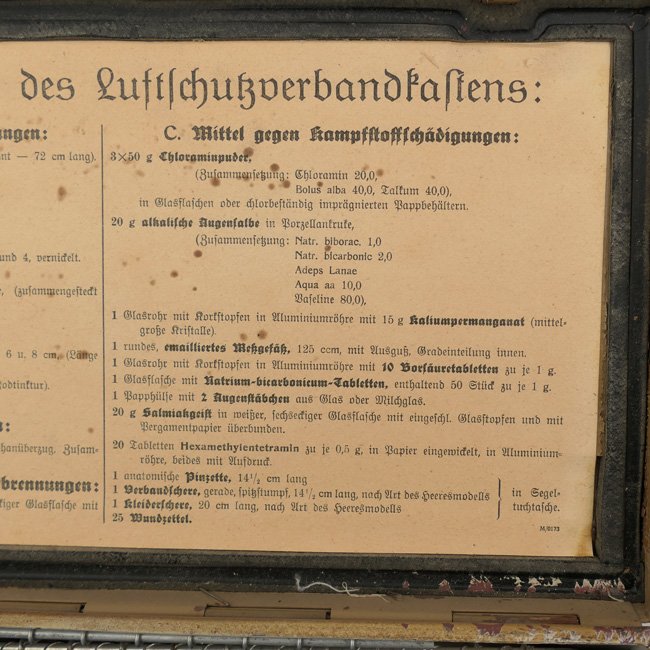 des Luftschutzverbandkastens:
ngen:
nt — 72 cm lang).
und 4, vernickelt.
r, (zusammengesteckt
6 u. 8 cm, (Länge
odtinktur).
n:
hanüberzug. Zusam-
brennungen:
iger Glasflasche mit
C. Mittel gegen Kampfstoffschädigungen:
3×50 g Chloraminpuder,
(Zusammensetzung: Chloramin 20,0,
Bolus alba 40,0, Talkum 40,0),
in Glasflaschen oder chlorbeständig imprägnierten Pappbehältern.
20 g alkalische Augensalbe in Porzellankruke,
(Zusammensetzung: Natr. biborac. 1,0
Natr. bicarbonic 2,0
Adeps Lanae
Aqua aa 10,0
Vaseline 80,0),
1 Glasrohr mit Korkstopfen in Aluminiumröhre mit 15 g Kaliumpermanganat (mittel-
große Kristalle).
1 rundes, emailliertes Meßgefäß, 125 ccm, mit Ausguß, Gradeinteilung innen.
1 Glasrohr mit Korkstopfen in Aluminiumröhre mit 10 Borsäuretabletten zu je 1 g.
1 Glasflasche mit Natrium-bicarbonicum-Tabletten, enthaltend 50 Stück zu je 1 g.
1 Papphülse mit 2 Augenstäbchen aus Glas oder Milchglas.
20 g Salmiakgeist in weißer, sechseckiger Glasflasche mit eingeschl. Glasstopfen und mit
Pergamentpapier überbunden.
20 Tabletten Hexamethylentetramin zu je 0,5 g, in Papier eingewickelt, in Aluminium-
röhre, beides mit Aufdruck.
1 anatomische Pinzette, 14 1/2 cm lang
1 Verbandschere, gerade, spitzstumpf, 14 1/2 cm lang, nach Art des Heeresmodells
1 Kleiderschere, 20 cm lang, nach Art des Heeresmodells
in Segel-
tuchtasche.
25 Wundzettel.
M/0173